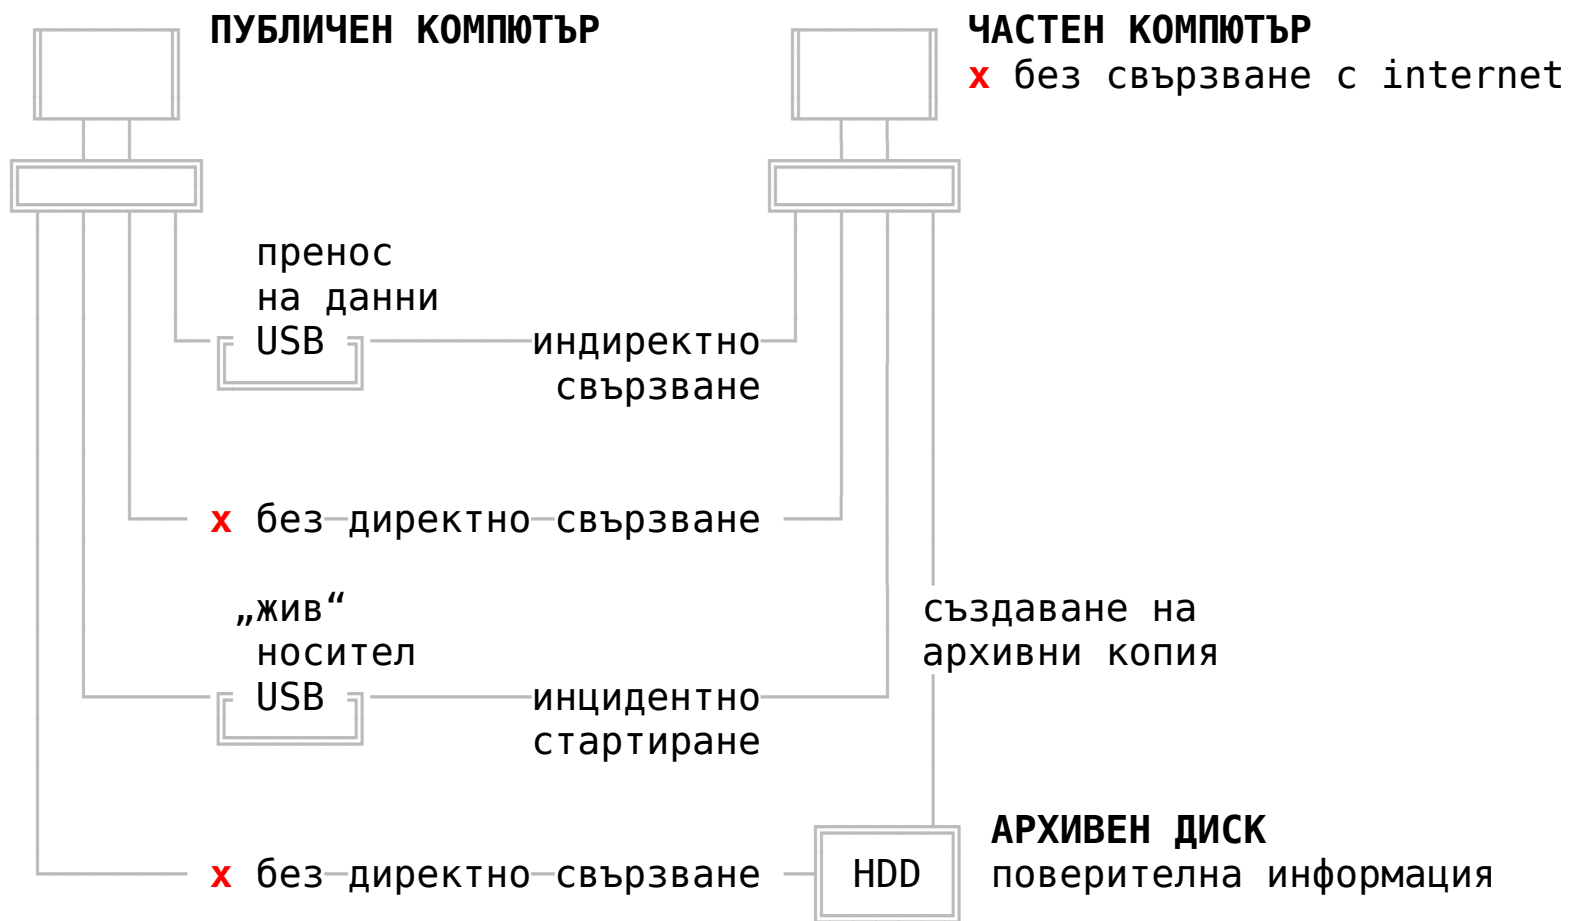 ПУБЛИЧЕН КОМПЮТЪР
ЧАСТЕН КОМПЮТЪР
x без свързване с internet
пренос
на данни
USB
индиректно
свързване
x без директно свързване
„жив“
носител
USB
инцидентно
стартиране
създаване на
архивни копия
x без директно свързване
HDD
АРХИВЕН ДИСК
поверителна информация